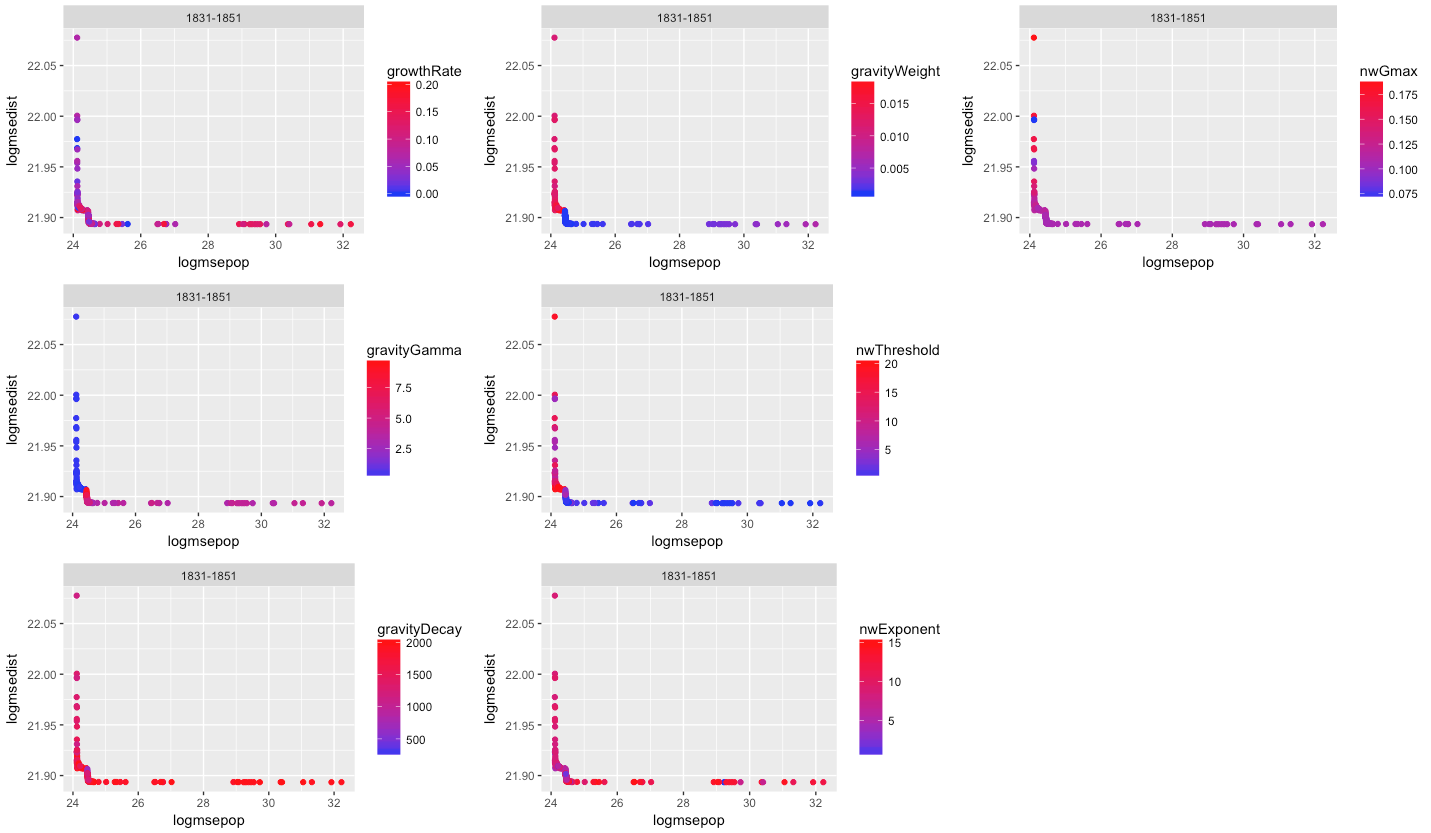 1831-1851
22.05
22.00
21.95
21.90
24 26 28 30 32
logmsepop
logmsedist
growthRate
0.20
0.15
0.10
0.05
0.00
1831-1851
22.05
22.00
21.95
21.90
24 26 28 30 32
logmsepop
logmsedist
gravityWeight
0.015
0.010
0.005
1831-1851
22.05
22.00
21.95
21.90
24 26 28 30 32
logmsepop
logmsedist
nwGmax
0.175
0.150
0.125
0.100
0.075
1831-1851
22.05
22.00
21.95
21.90
24 26 28 30 32
logmsepop
logmsedist
gravityGamma
7.5
5.0
2.5
1831-1851
22.05
22.00
21.95
21.90
24 26 28 30 32
logmsepop
logmsedist
nwThreshold
20
15
10
5
1831-1851
22.05
22.00
21.95
21.90
24 26 28 30 32
logmsepop
logmsedist
gravityDecay
2000
1500
1000
500
1831-1851
22.05
22.00
21.95
21.90
24 26 28 30 32
logmsepop
logmsedist
nwExponent
15
10
5